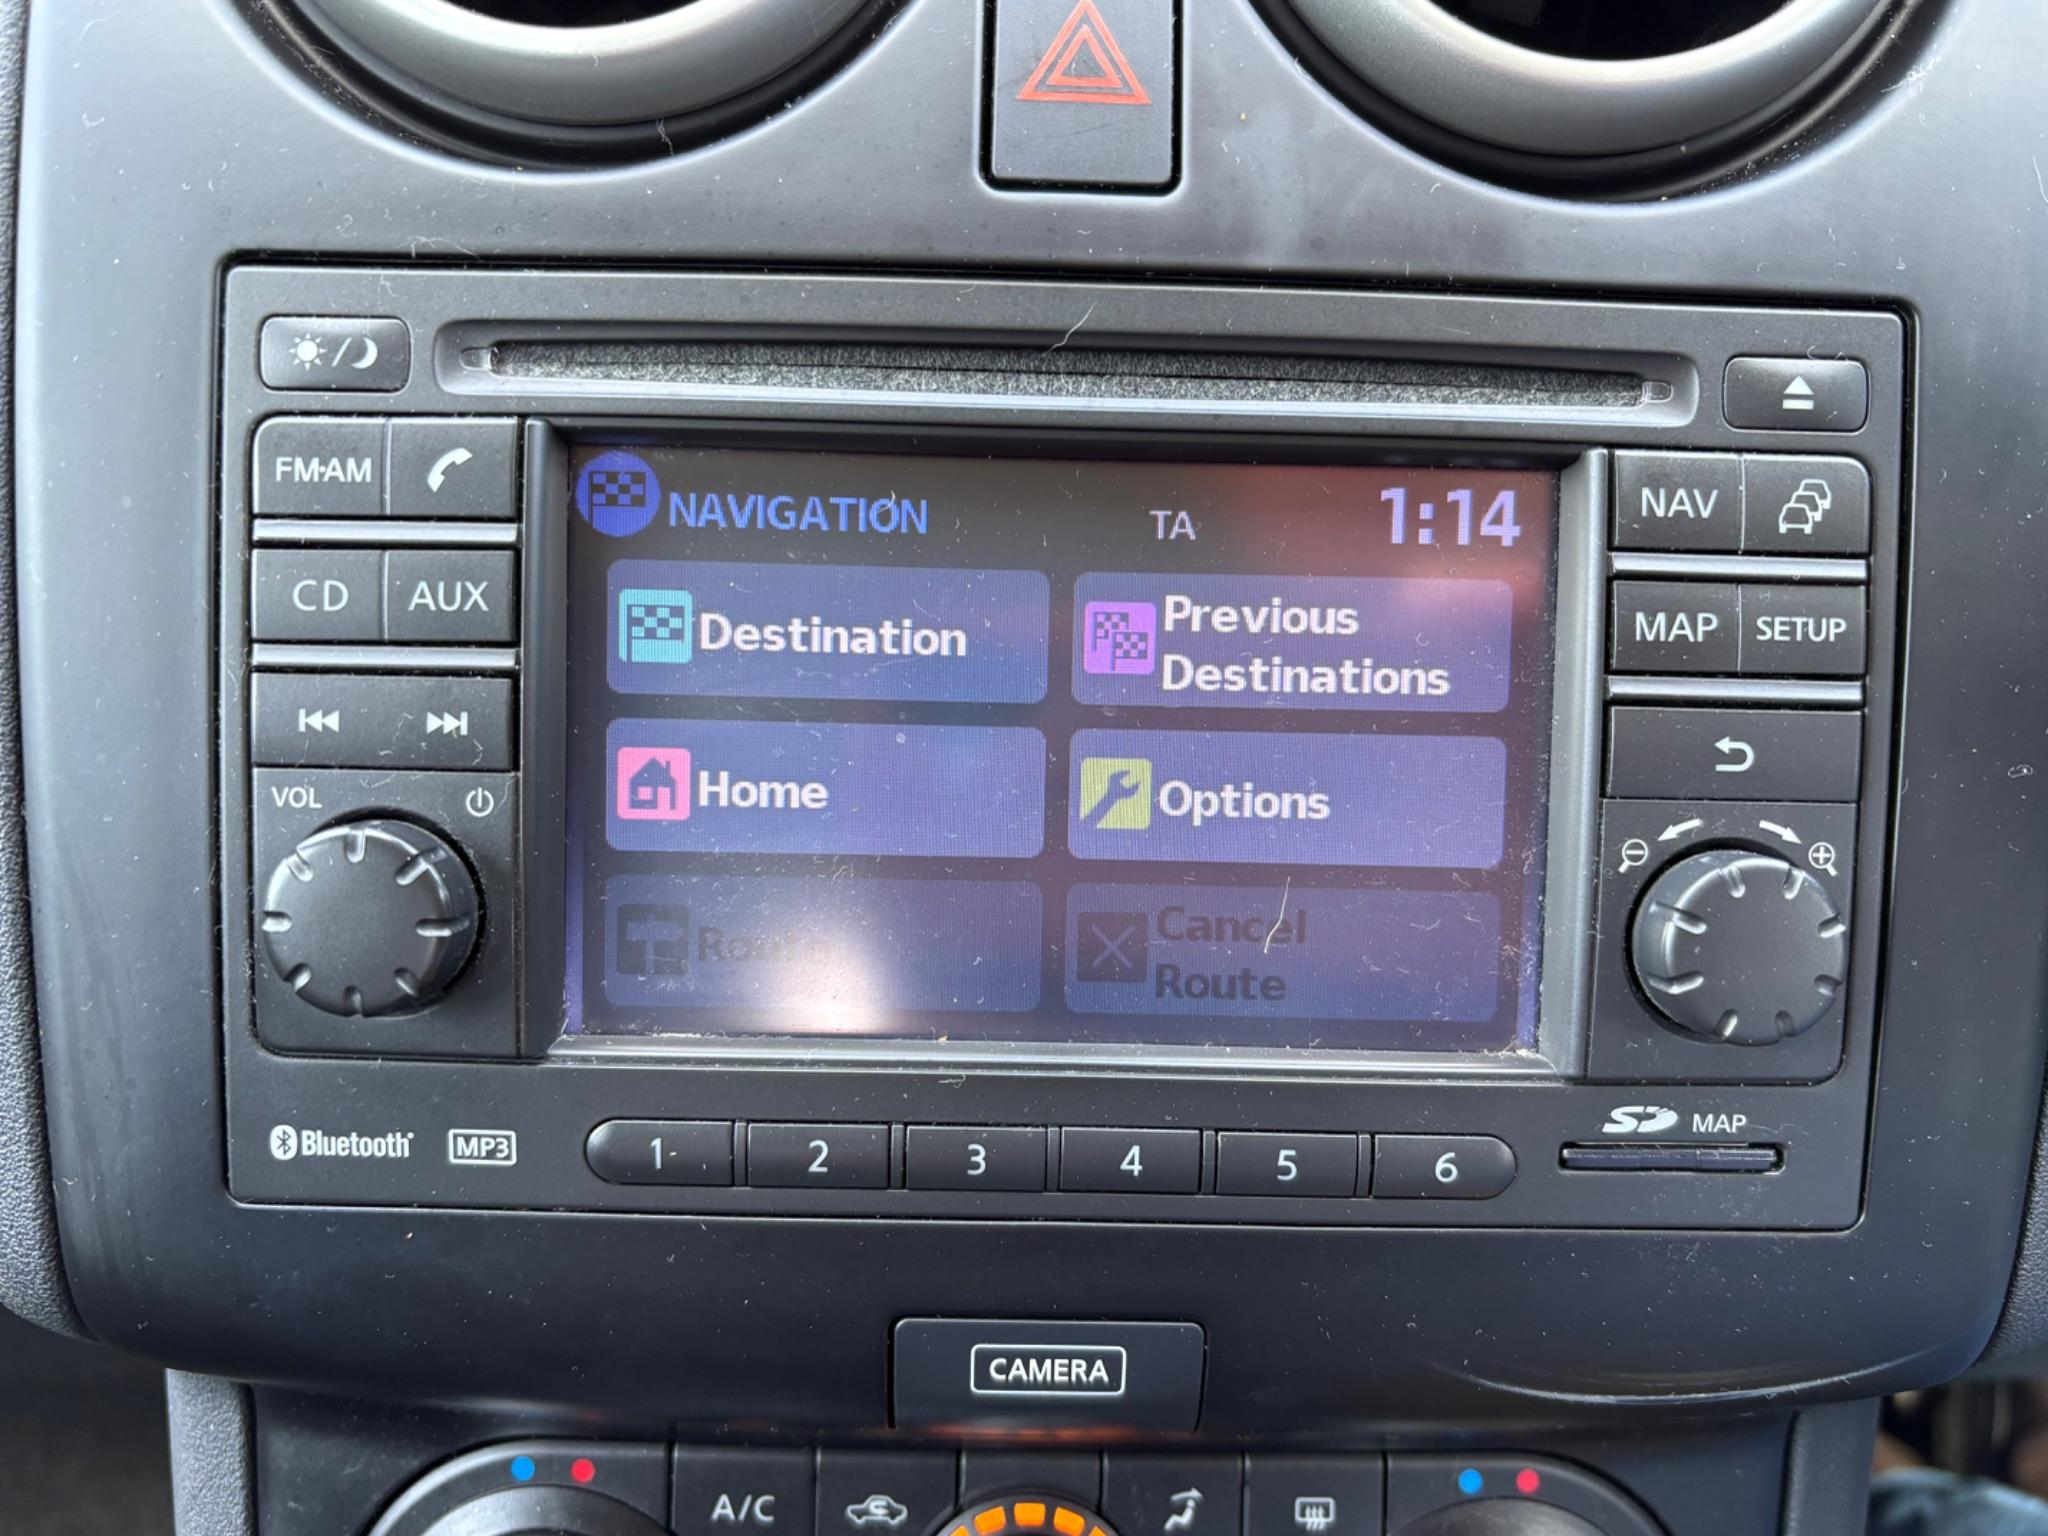 FM·AM
NAVIGATION
TA
1:14
NAV
CD
AUX
Destination
Previous
Destinations
MAP
SETUP
Home
Options
VOL
Route
Cancel
Route
Bluetooth
MP3
1
2
3
4
5
6
SD
MAP
CAMERA
A/C